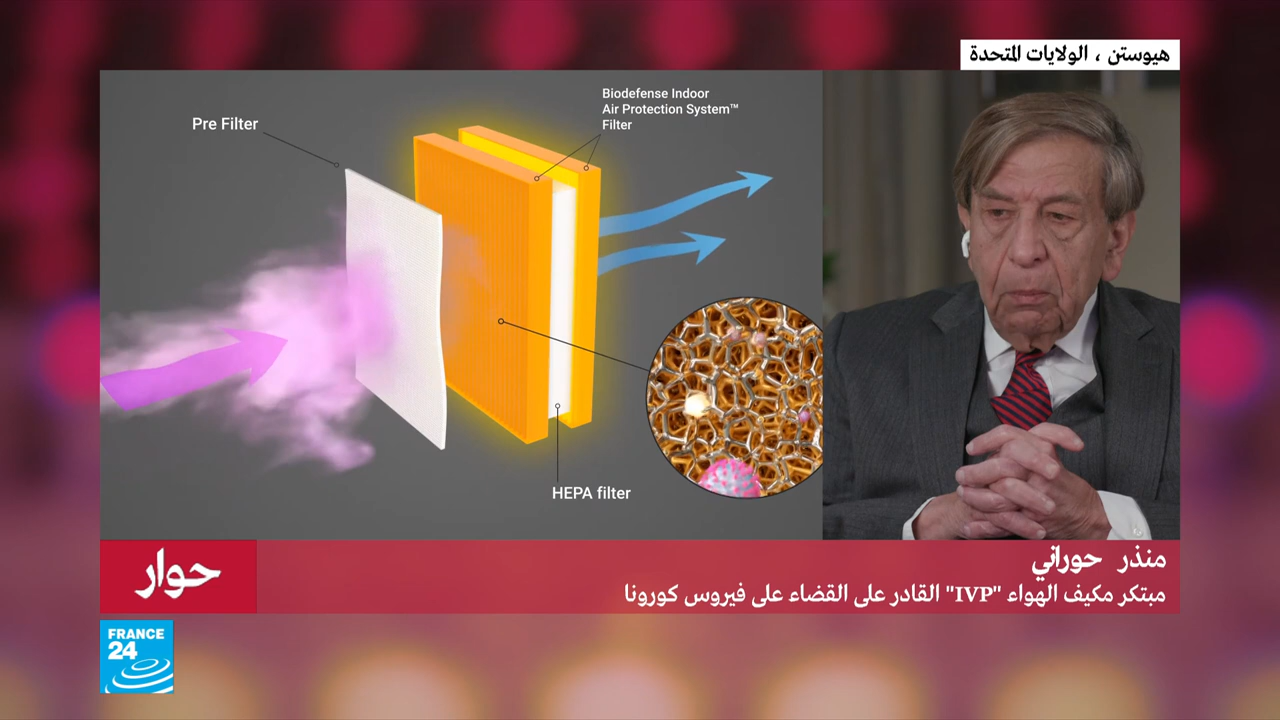 هيوستن ، الولايات المتحدة
Pre Filter
Biodefense Indoor
Air Protection System™
Filter
HEPA filter
منذر حوراني
مبتكر مكيف الهواء "IVP" القادر على القضاء على فيروس كورونا
حوار
FRANCE
24